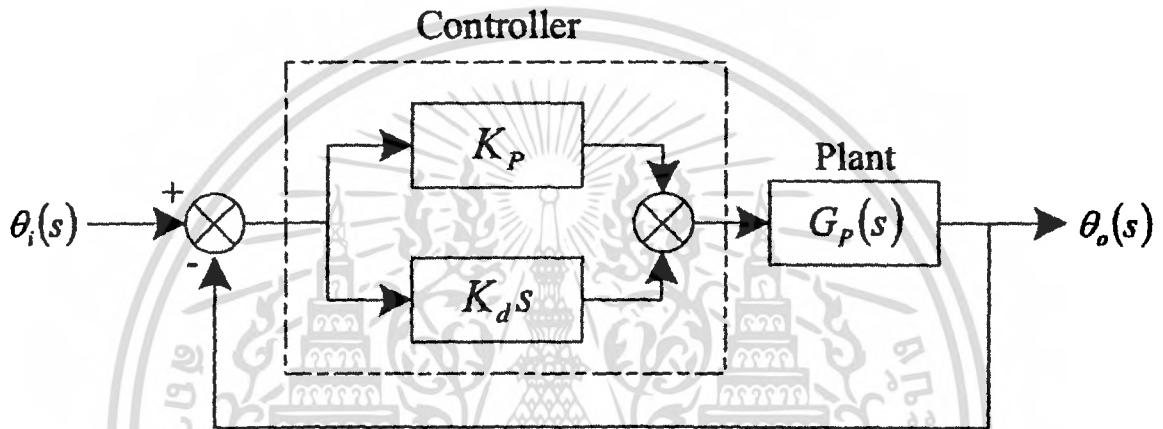 Controller
K_P
Plant
+
θ_i(s)
G_P(s)
θ_o(s)
-
K_d s